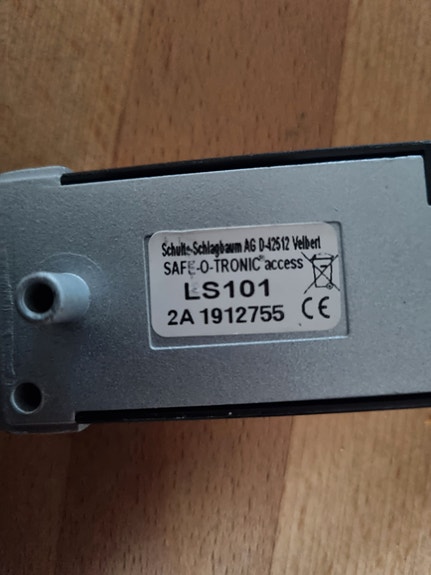 Schulte-Schlagbaum AG D-42512 Velbert
SAFE-O-TRONIC® access
LS101
2A 1912755 CE